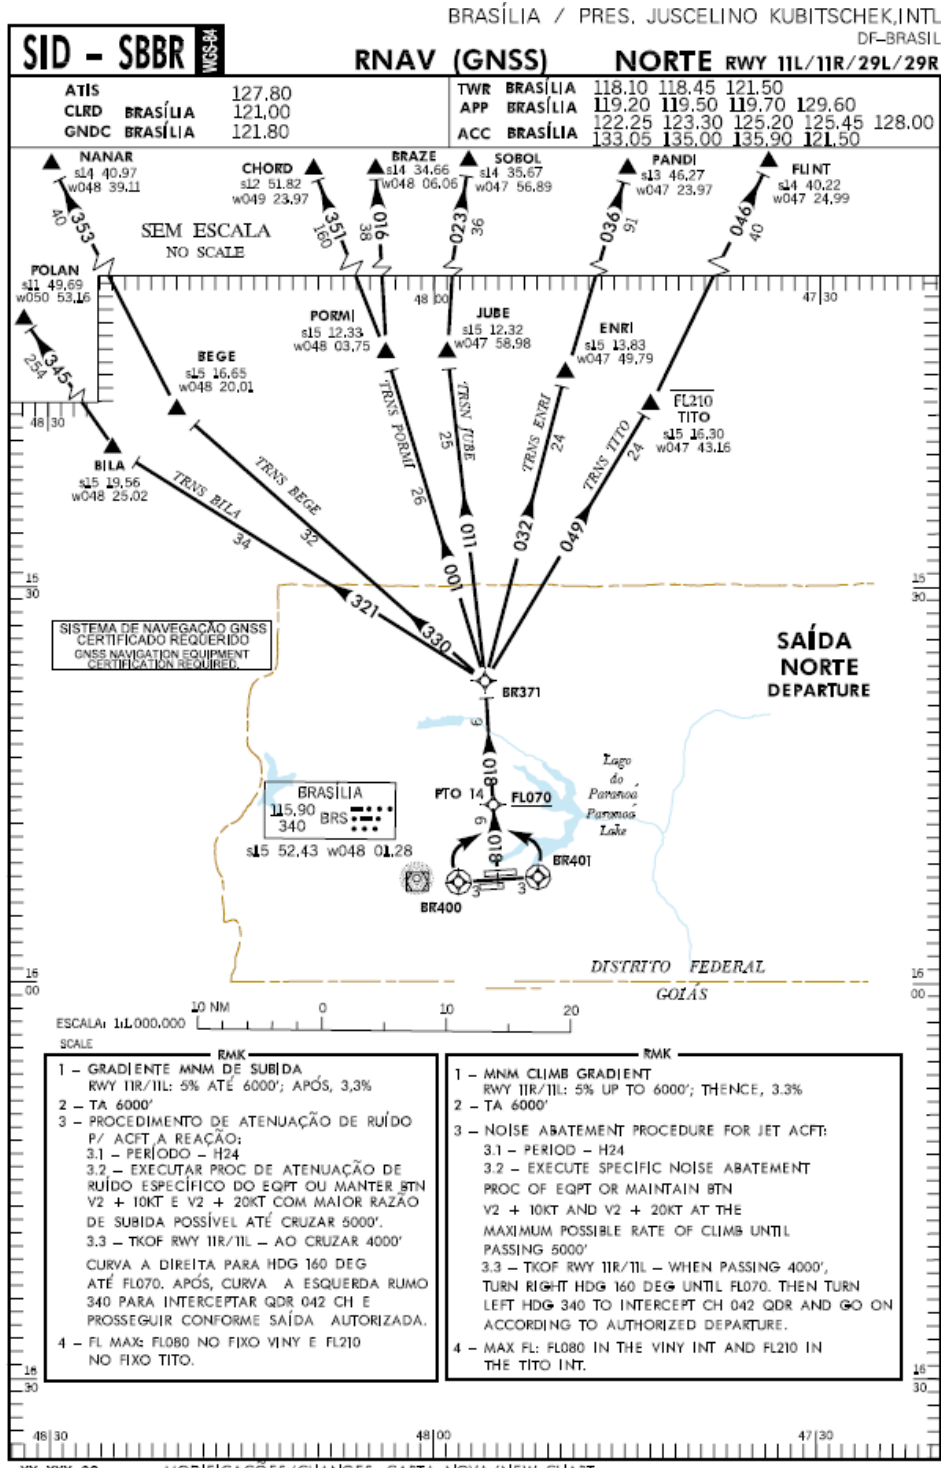 BRASÍLIA / PRES. JUSCELINO KUBITSCHEK,INTL
DF-BRASIL
SID - SBBR
WGS-84
RNAV (GNSS)
NORTE RWY 11L/11R/29L/29R
ATIS 127.80
CLRD BRASÍLIA 121,00
GNDC BRASÍLIA 121.80
TWR BRASÍLIA 118.10 118.45 121.50
APP BRASÍLIA 119.20 119.50 119.70 129.60
ACC BRASÍLIA 122.25 123.30 125.20 125.45 128.00
133.05 135.00 135.90 121.50
NANAR
s14 40.97
w048 39.11
CHORD
s12 51.82
w049 23.97
BRAZE
s14 34.66
w048 06.06
SOBOL
s14 35.67
w047 56.89
PANDI
s13 46.27
w047 23.97
FLINT
s14 40.22
w047 24.99
353
40
351
160
016
38
023
36
036
91
046
40
SEM ESCALA
NO SCALE
POLAN
s11 49.69
w050 53.16
345
254
48 00
47 30
48 30
PORMI
s15 12.33
w048 03.75
JUBE
s15 12.32
w047 58.98
ENRI
s15 13.83
w047 49.79
BEGE
s15 16.65
w048 20.01
FL210
TITO
s15 16.30
w047 43.16
BILA
s15 19.56
w048 25.02
TRNS BILA
34
321
TRNS BEGE
32
330
TRNS PORMI
26
001
TRSN JUBE
25
011
TRNS ENRI
24
032
TRNS TITO
24
049
15
30
15
30
SISTEMA DE NAVEGAÇÃO GNSS
CERTIFICADO REQUERIDO
GNSS NAVIGATION EQUIPMENT
CERTIFICATION REQUIRED.
SAÍDA
NORTE
DEPARTURE
BR371
9
018
PTO 14
FL070
6
018
Lago
do
Paranoá
Paranoá
Lake
BRASÍLIA
115,90
340
BRS
s15 52.43 w048 01.28
BR401
BR400
3
3
DISTRITO FEDERAL
GOIÁS
16
00
16
00
ESCALA: 1:1.000.000
SCALE
10 NM 0 10 20
RMK
1 - GRADIENTE MNM DE SUBIDA
RWY 11R/11L: 5% ATÉ 6000'; APÓS, 3,3%
2 - TA 6000'
3 - PROCEDIMENTO DE ATENUAÇÃO DE RUÍDO
P/ ACFT A REAÇÃO:
3.1 - PERÍODO - H24
3.2 - EXECUTAR PROC DE ATENUAÇÃO DE
RUÍDO ESPECÍFICO DO EQPT OU MANTER BTN
V2 + 10KT E V2 + 20KT COM MAIOR RAZÃO
DE SUBIDA POSSÍVEL ATÉ CRUZAR 5000'.
3.3 - TKOF RWY 11R/11L - AO CRUZAR 4000'
CURVA A DIREITA PARA HDG 160 DEG
ATÉ FL070. APÓS, CURVA A ESQUERDA RUMO
340 PARA INTERCEPTAR QDR 042 CH E
PROSSEGUIR CONFORME SAÍDA AUTORIZADA.
4 - FL MAX: FL080 NO FIXO VINY E FL210
NO FIXO TITO.
RMK
1 - MNM CLIMB GRADIENT
RWY 11R/11L: 5% UP TO 6000'; THENCE, 3.3%
2 - TA 6000'
3 - NOISE ABATEMENT PROCEDURE FOR JET ACFT:
3.1 - PERIOD - H24
3.2 - EXECUTE SPECIFIC NOISE ABATEMENT
PROC OF EQPT OR MAINTAIN BTN
V2 + 10KT AND V2 + 20KT AT THE
MAXIMUM POSSIBLE RATE OF CLIMB UNTIL
PASSING 5000'
3.3 - TKOF RWY 11R/11L - WHEN PASSING 4000',
TURN RIGHT HDG 160 DEG UNTIL FL070. THEN TURN
LEFT HDG 340 TO INTERCEPT CH 042 QDR AND GO ON
ACCORDING TO AUTHORIZED DEPARTURE.
4 - MAX FL: FL080 IN THE VINY INT AND FL210 IN
THE TITO INT.
16
30
16
30
48 30
48 00
47 30